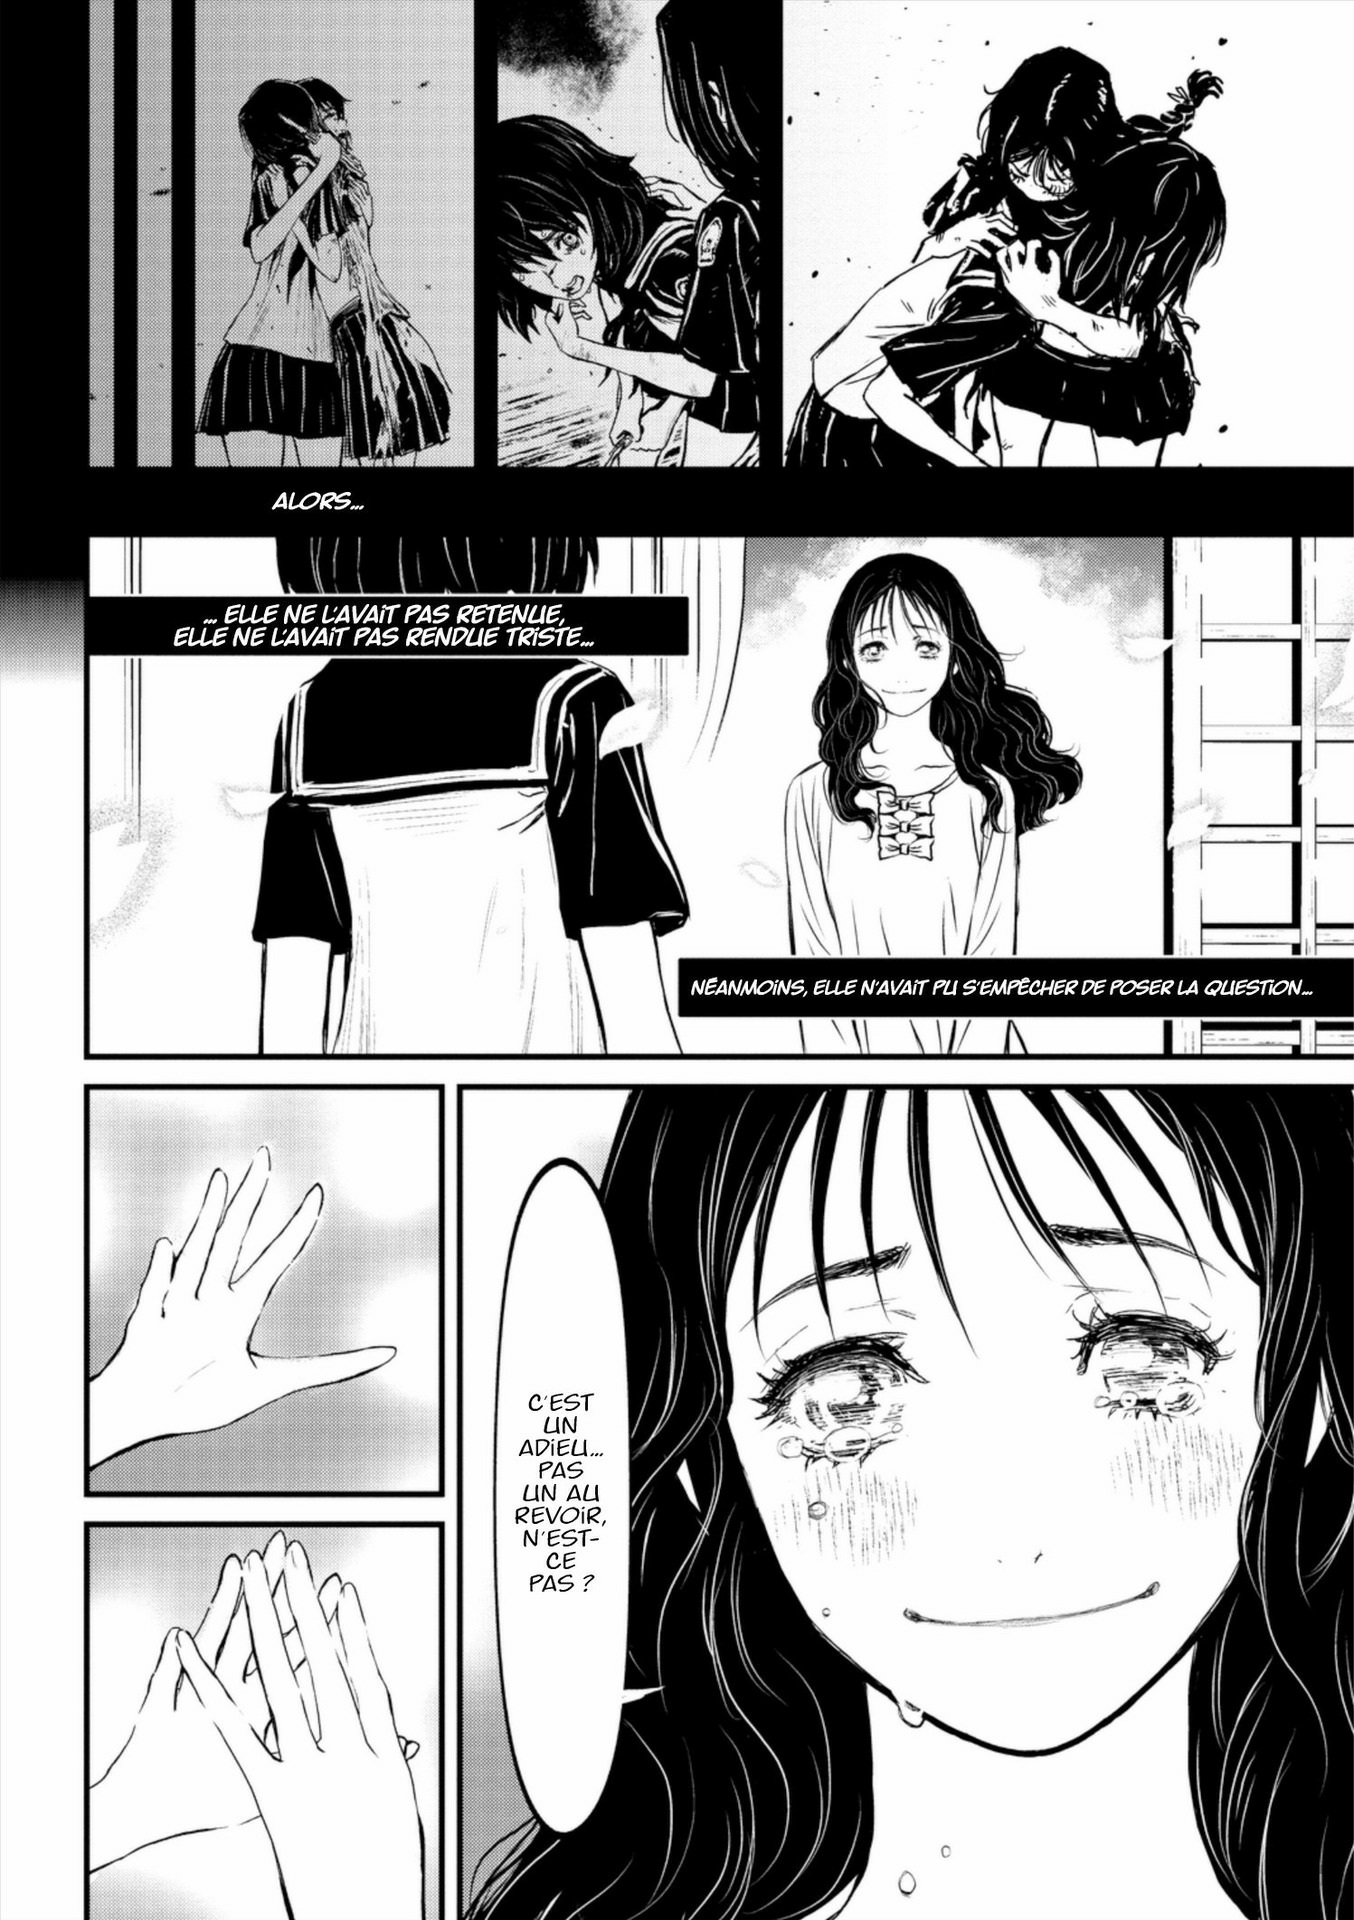 ALORS...
... ELLE NE L'AVAIT PAS RETENUE,
ELLE NE L'AVAIT PAS RENDUE TRISTE...
NÉANMOINS, ELLE N'AVAIT PU S'EMPÊCHER DE POSER LA QUESTION...
C'EST
UN
ADIEU...
PAS
UN AU
REVOIR,
N'EST-
CE
PAS ?